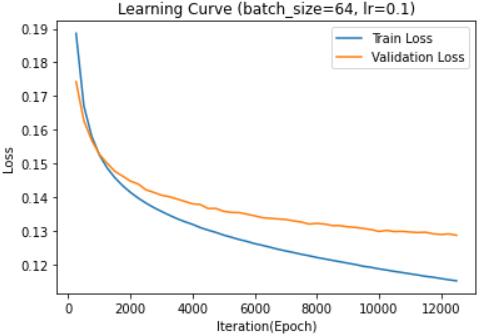 Learning Curve (batch_size=64, lr=0.1)
0.19
0.18
0.17
0.16
0.15
0.14
0.13
0.12
Loss
Train Loss
Validation Loss
0 2000 4000 6000 8000 10000 12000
Iteration(Epoch)